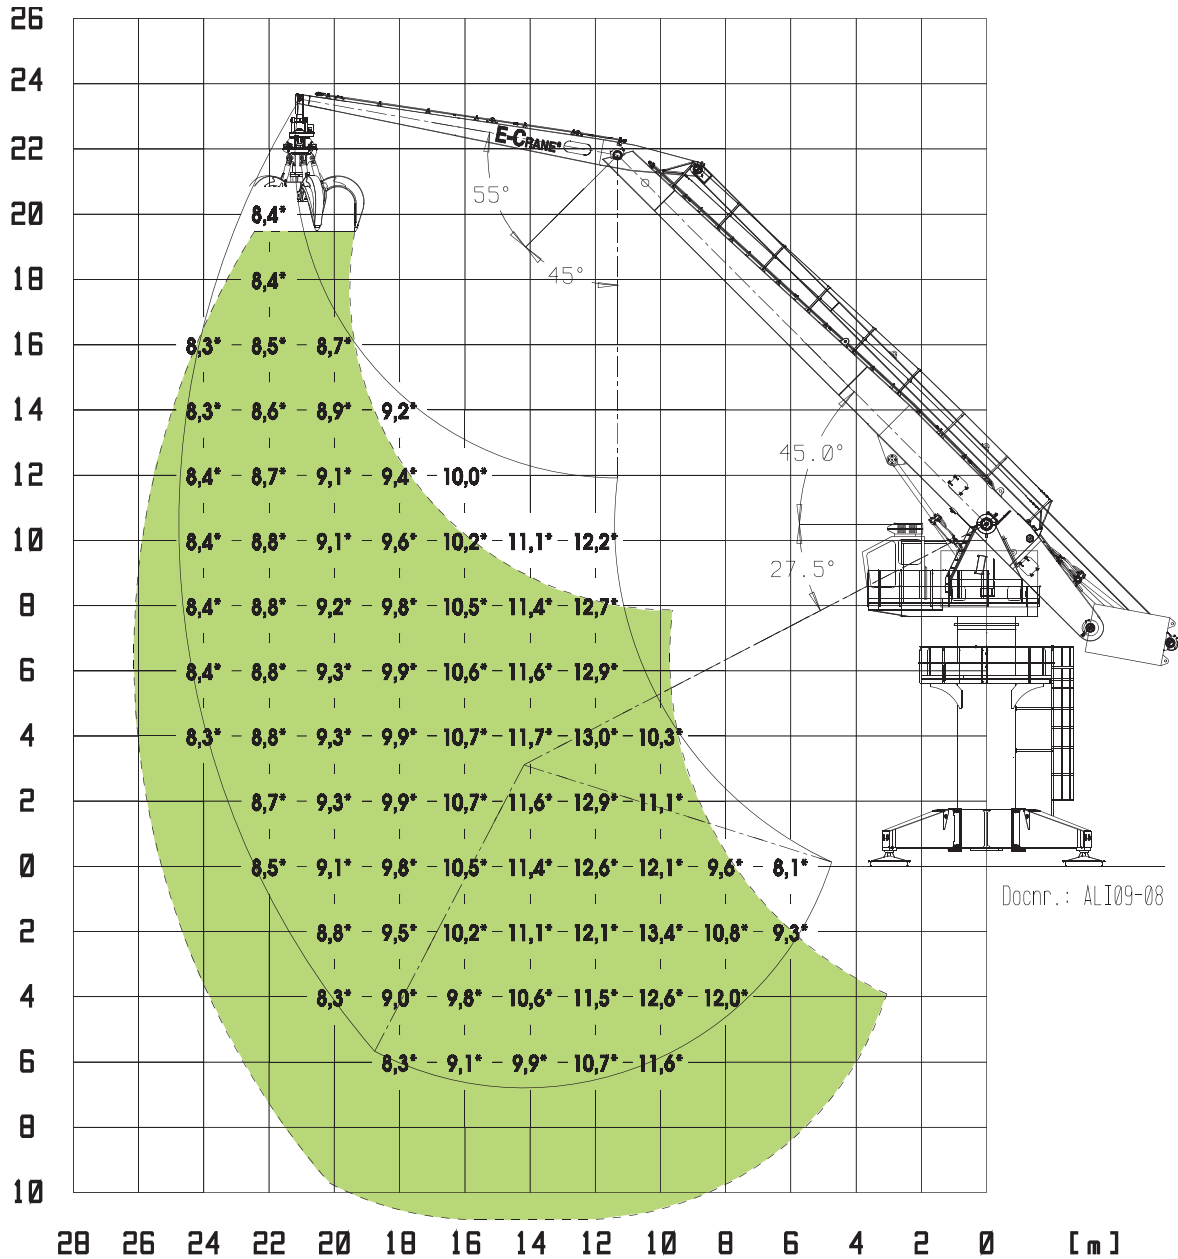 26
24
E-CRANE®
22
55°
20 8,4*
45°
18 8,4*
16 8,3* 8,5* 8,7*
14 8,3* 8,6* 8,9* 9,2*
45.0°
12 8,4* 8,7* 9,1* 9,4* 10,0*
10 8,4* 8,8* 9,1* 9,6* 10,2* 11,1* 12,2*
27.5°
8 8,4* 8,8* 9,2* 9,8* 10,5* 11,4* 12,7*
6 8,4* 8,8* 9,3* 9,9* 10,6* 11,6* 12,9*
4 8,3* 8,8* 9,3* 9,9* 10,7* 11,7* 13,0* 10,3*
2 8,7* 9,3* 9,9* 10,7* 11,6* 12,9* 11,1*
0 8,5* 9,1* 9,8* 10,5* 11,4* 12,6* 12,1* 9,6* 8,1*
Docnr.: ALI09-08
2 8,8* 9,5* 10,2* 11,1* 12,1* 13,4* 10,8* 9,3*
4 8,3* 9,0* 9,8* 10,6* 11,5* 12,6* 12,0*
6 8,3* 9,1* 9,9* 10,7* 11,6*
8
10
28 26 24 22 20 18 16 14 12 10 8 6 4 2 0 [m]